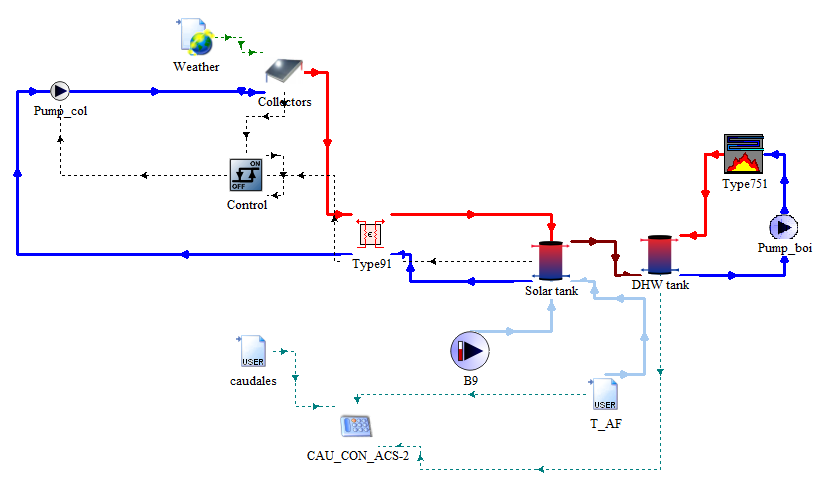 Weather
Collectors
Pump_col
ON
OFF
Control
Type751
Pump_boi
Type91
Solar tank
DHW tank
USER
caudales
B9
USER
T_AF
CAU_CON_ACS-2